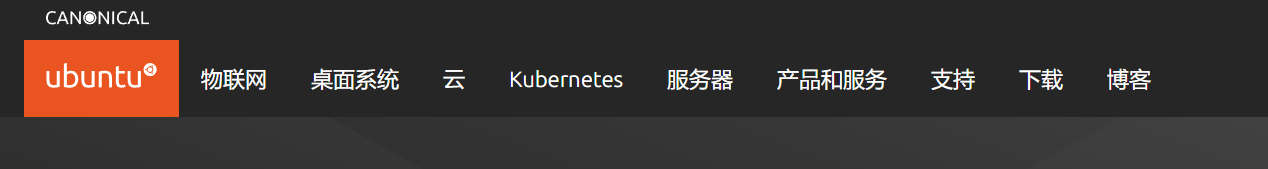 CANONICAL
ubuntu 物联网 桌面系统 云 Kubernetes 服务器 产品和服务 支持 下载 博客